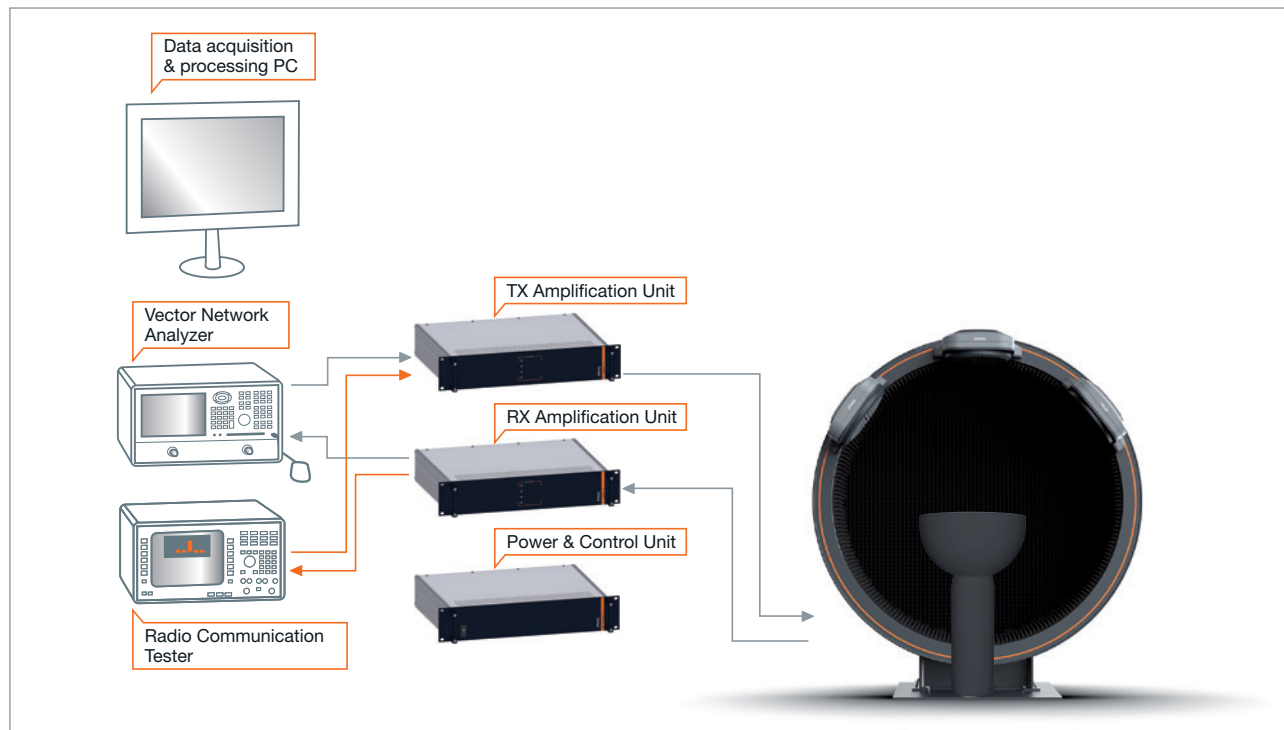 Data acquisition
& processing PC
TX Amplification Unit
Vector Network
Analyzer
RX Amplification Unit
Power & Control Unit
Radio Communication
Tester